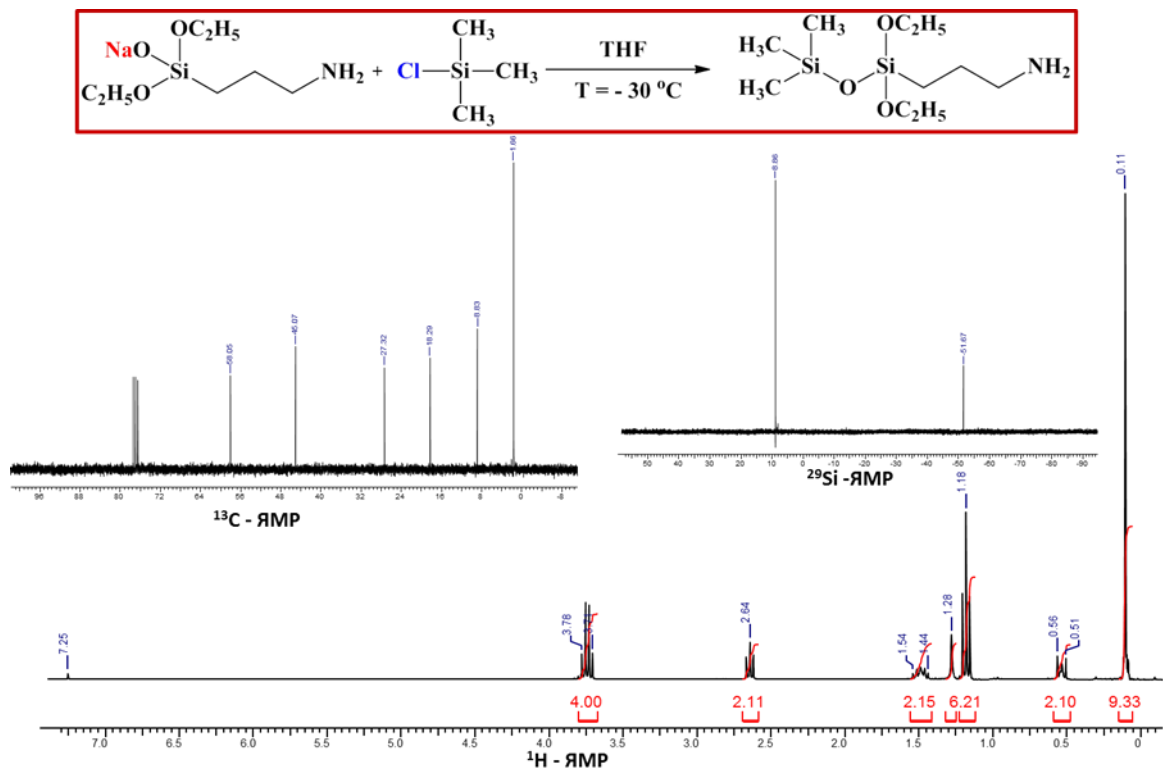 OC₂H₅
NaO
Si
C₂H₅O
NH₂
+
CH₃
Cl
Si
CH₃
CH₃
THF
T = - 30 ⁰C
CH₃
H₃C
Si
H₃C
O
OC₂H₅
Si
OC₂H₅
NH₂
58.05
45.07
27.32
18.29
8.83
1.66
96 88 80 72 64 56 48 40 32 24 16 8 0 -8
¹³C - ЯМР
8.86
-51.67
50 40 30 20 10 0 -10 -20 -30 -40 -50 -60 -70 -80 -90
²⁹Si -ЯМР
7.25
3.78
3.71
2.64
1.54
1.44
1.28
1.18
0.56
0.51
0.11
4.00
2.11
2.15
6.21
2.10
9.33
7.0 6.5 6.0 5.5 5.0 4.5 4.0 3.5 3.0 2.5 2.0 1.5 1.0 0.5 0
¹H - ЯМР